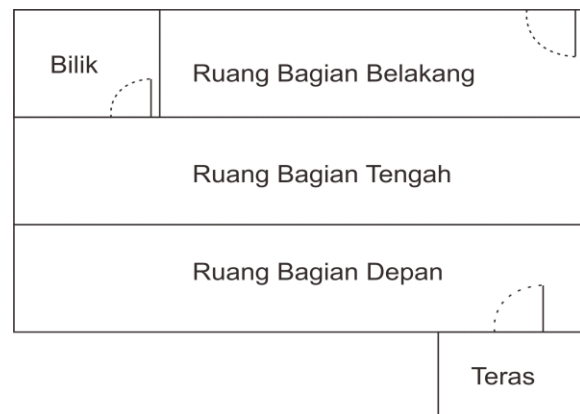 Bilik
Ruang Bagian Belakang
Ruang Bagian Tengah
Ruang Bagian Depan
Teras